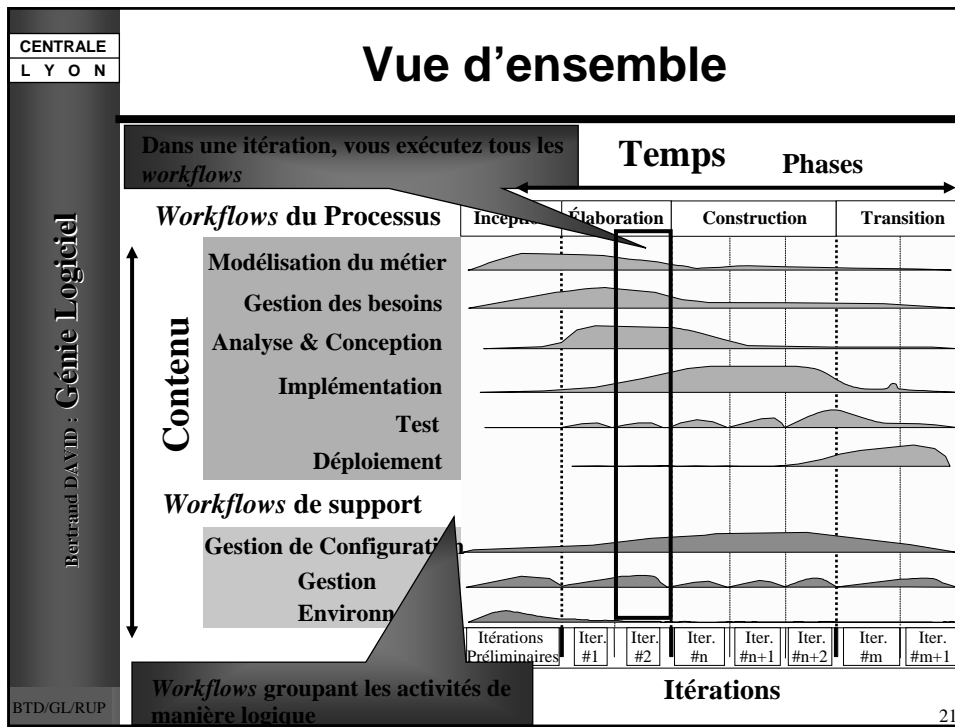 CENTRALE
L Y O N
Vue d’ensemble
Dans une itération, vous exécutez tous les
workflows
Temps
Phases
Workflows du Processus
Élaboration
Construction
Transition
Modélisation du métier
Gestion des besoins
Analyse & Conception
Implémentation
Test
Déploiement
Contenu
Workflows de support
Gestion de Configuration
Gestion
Itérations
Préliminaires
Iter.
#1
Iter.
#2
Iter.
#n
Iter.
#n+1
Iter.
#n+2
Iter.
#m
Iter.
#m+1
Workflows groupant les activités de
manière logique
Itérations
Bertrand DAVID : Génie Logiciel
BTD/GL/RUP
21